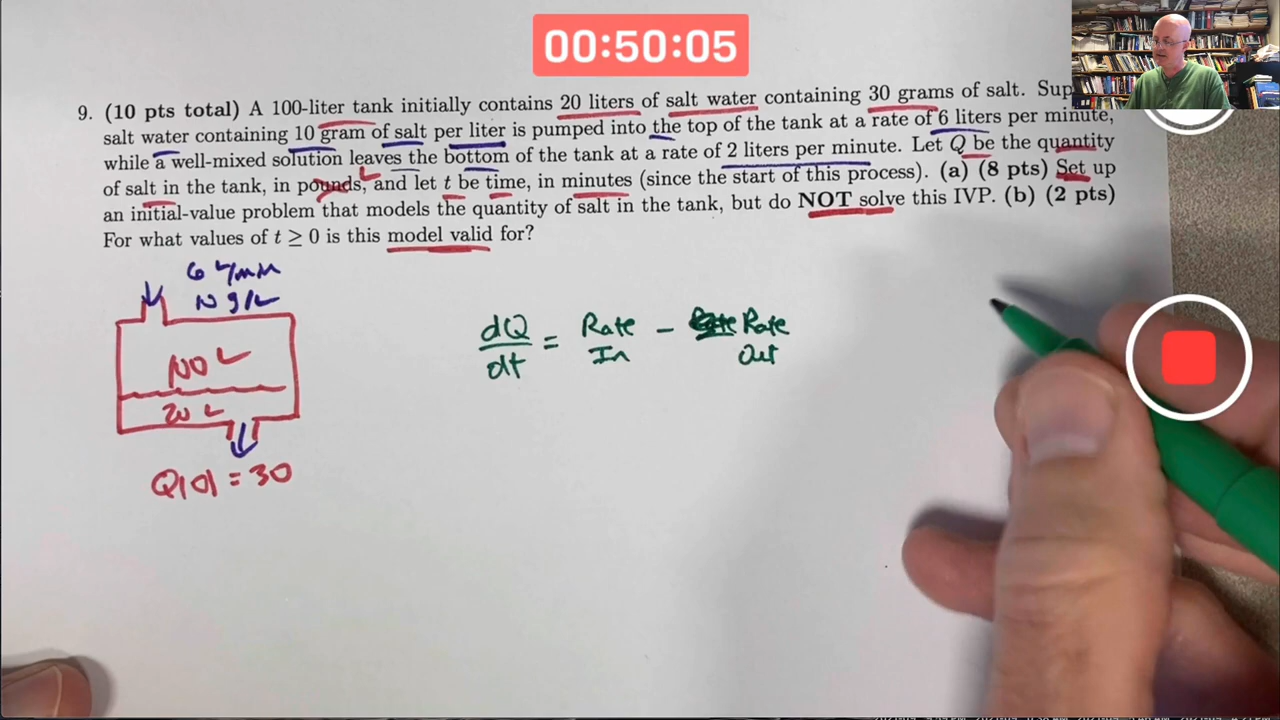 00:50:05
9. (10 pts total) A 100-liter tank initially contains 20 liters of salt water containing 30 grams of salt. Sup
salt water containing 10 gram of salt per liter is pumped into the top of the tank at a rate of 6 liters per minute,
while a well-mixed solution leaves the bottom of the tank at a rate of 2 liters per minute. Let Q be the quantity
of salt in the tank, in pounds, and let t be time, in minutes (since the start of this process). (a) (8 pts) Set up
an initial-value problem that models the quantity of salt in the tank, but do NOT solve this IVP. (b) (2 pts)
For what values of t ≥ 0 is this model valid for?
6 L/min
10 g/L
100 L
20 L
Q(0) = 30
dQ/dt = Rate In - Rate Out